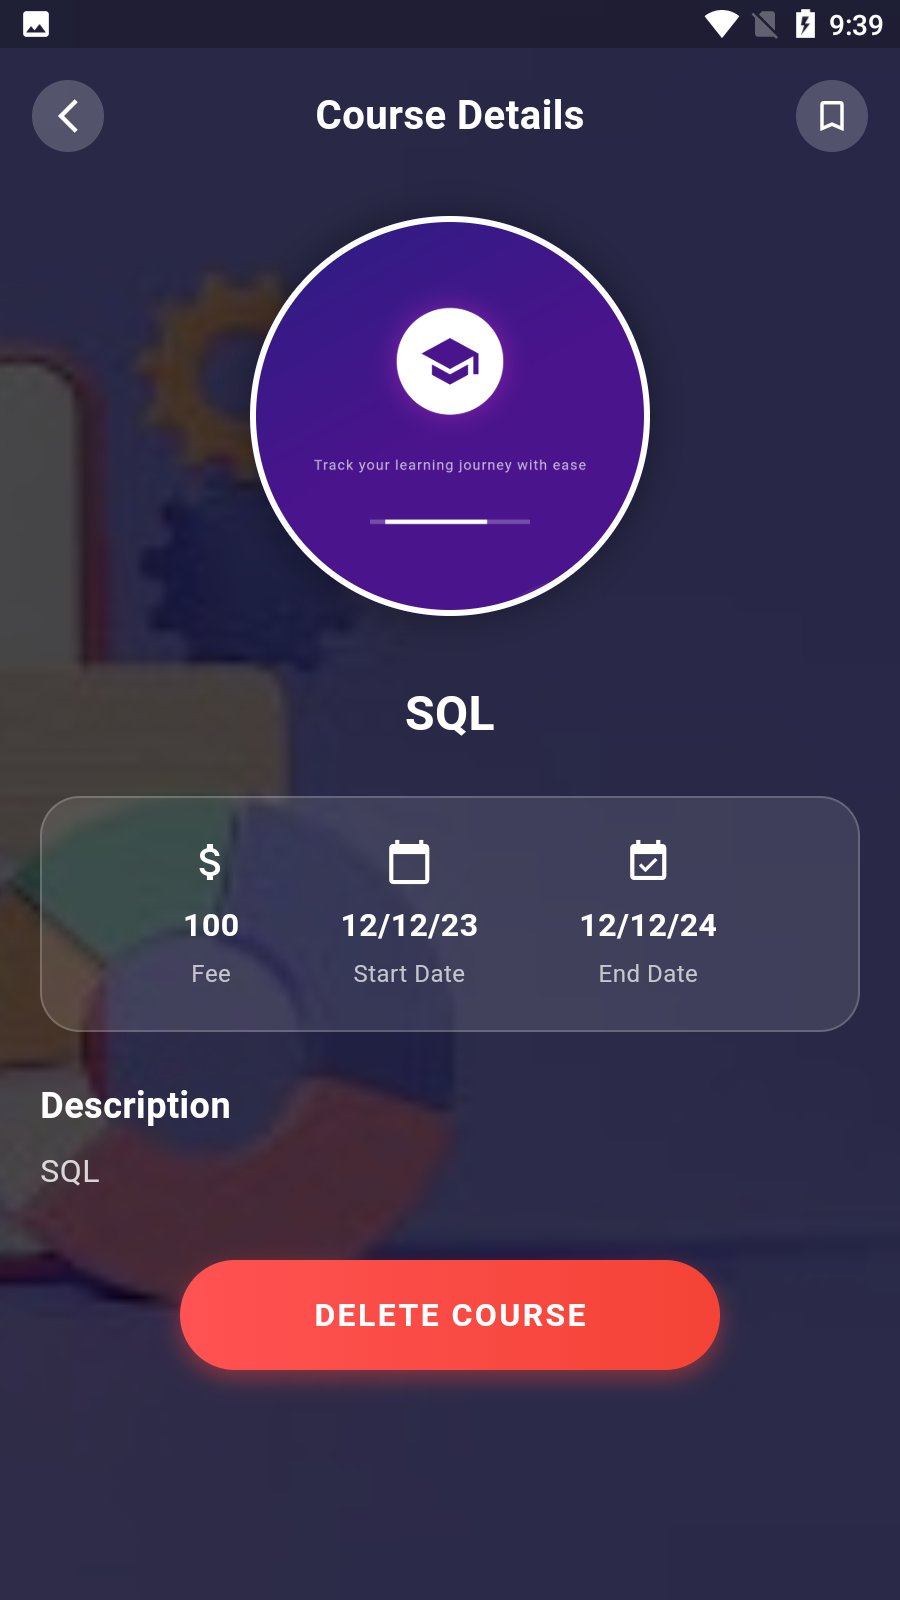 9:39
Course Details
Track your learning journey with ease
SQL
$
100
12/12/23
12/12/24
Fee
Start Date
End Date
Description
SQL
DELETE COURSE